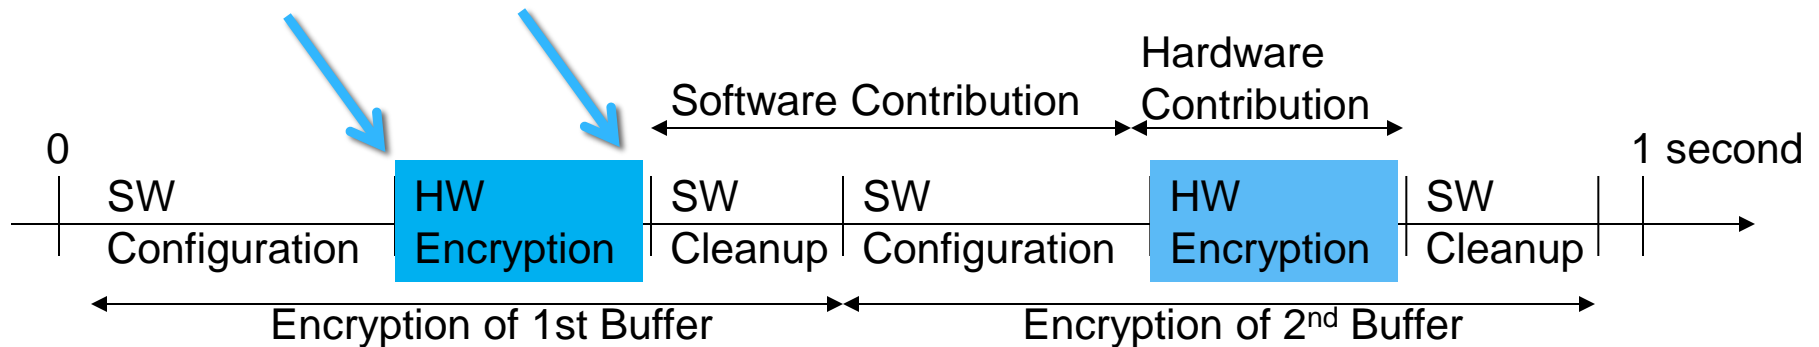 Hardware
Software Contribution
Contribution
0
1 second
SW
Configuration
HW
Encryption
SW
Cleanup
SW
Configuration
HW
Encryption
SW
Cleanup
Encryption of 1st Buffer
Encryption of 2nd Buffer